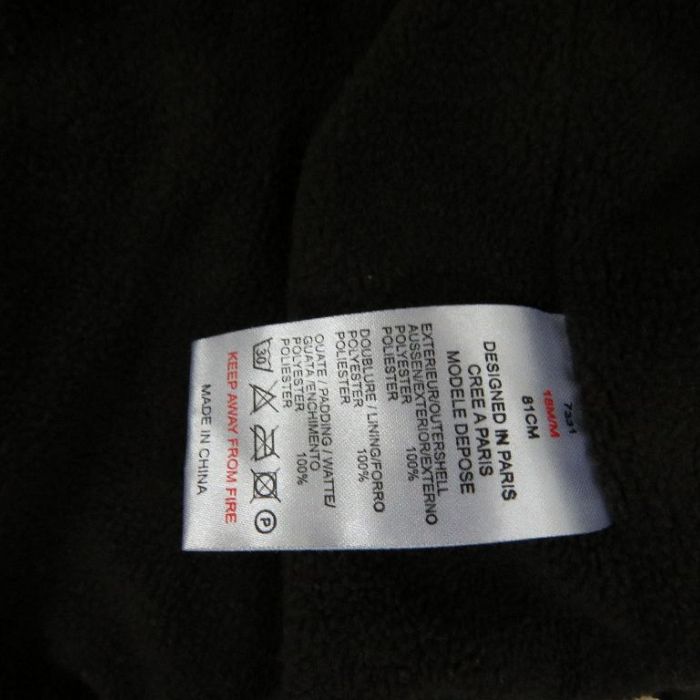 7331
18M/M
81CM
DESIGNED IN PARIS
CREE A PARIS
MODELE DEPOSE
EXTERIEUR/OUTERSHELL
AUSSEN/EXTERIOR/EXTERNO
POLYESTER 100%
POLIESTER
DOUBLURE / LINING/FORRO
POLYESTER 100%
POLIESTER
OUATE / PADDING / WATTE/
GUATA /ENCHIMENTO
POLYESTER 100%
POLIESTER
30 P
KEEP AWAY FROM FIRE
MADE IN CHINA